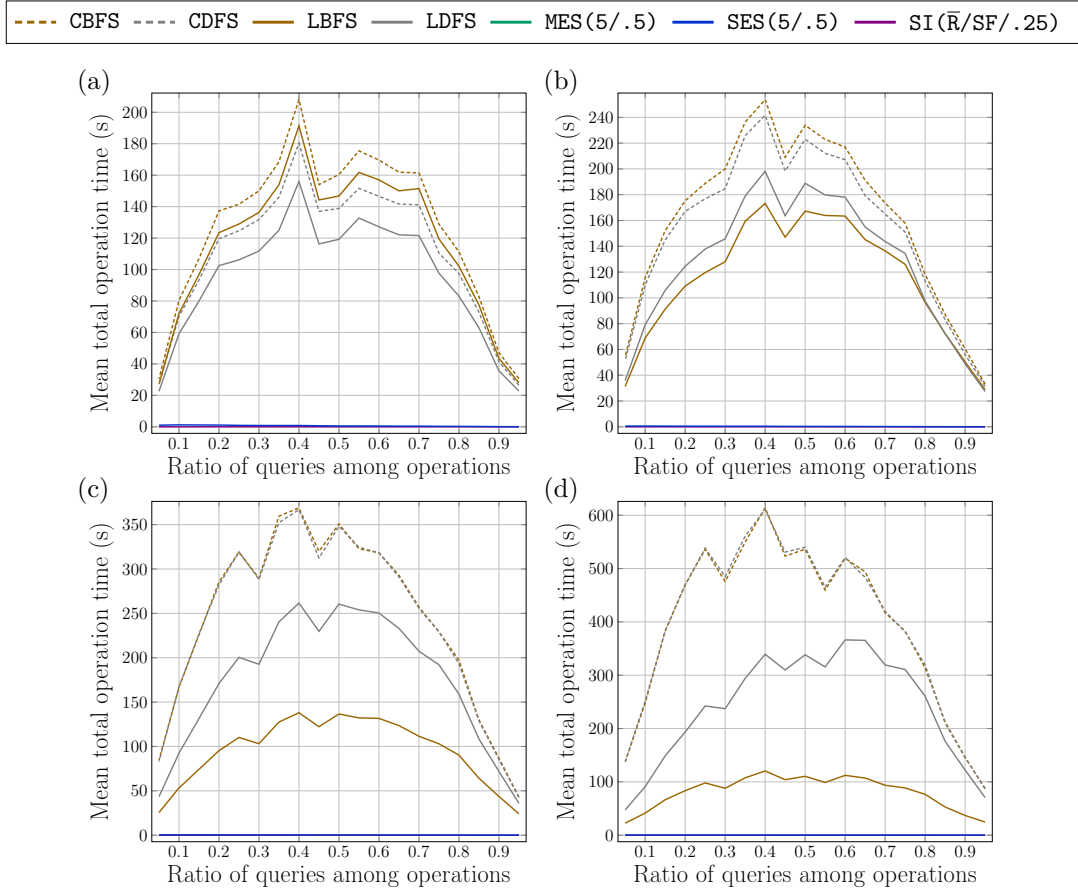 CBFS CDFS LBFS LDFS MES(5/.5) SES(5/.5) SI(R̅/SF/.25)
(a)
Mean total operation time (s)
200
180
160
140
120
100
80
60
40
20
0
0.1 0.2 0.3 0.4 0.5 0.6 0.7 0.8 0.9
Ratio of queries among operations
(b)
Mean total operation time (s)
240
220
200
180
160
140
120
100
80
60
40
20
0
0.1 0.2 0.3 0.4 0.5 0.6 0.7 0.8 0.9
Ratio of queries among operations
(c)
Mean total operation time (s)
350
300
250
200
150
100
50
0
0.1 0.2 0.3 0.4 0.5 0.6 0.7 0.8 0.9
Ratio of queries among operations
(d)
Mean total operation time (s)
600
500
400
300
200
100
0
0.1 0.2 0.3 0.4 0.5 0.6 0.7 0.8 0.9
Ratio of queries among operations